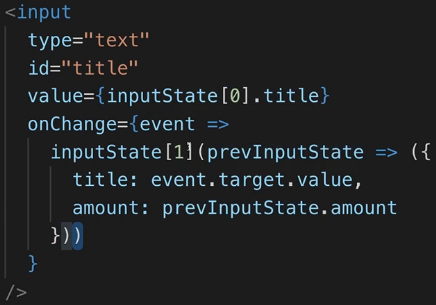 <input
type="text"
id="title"
value={inputState[0].title}
onChange={event =>
inputState[1](prevInputState => ({
title: event.target.value,
amount: prevInputState.amount
}))
}
/>